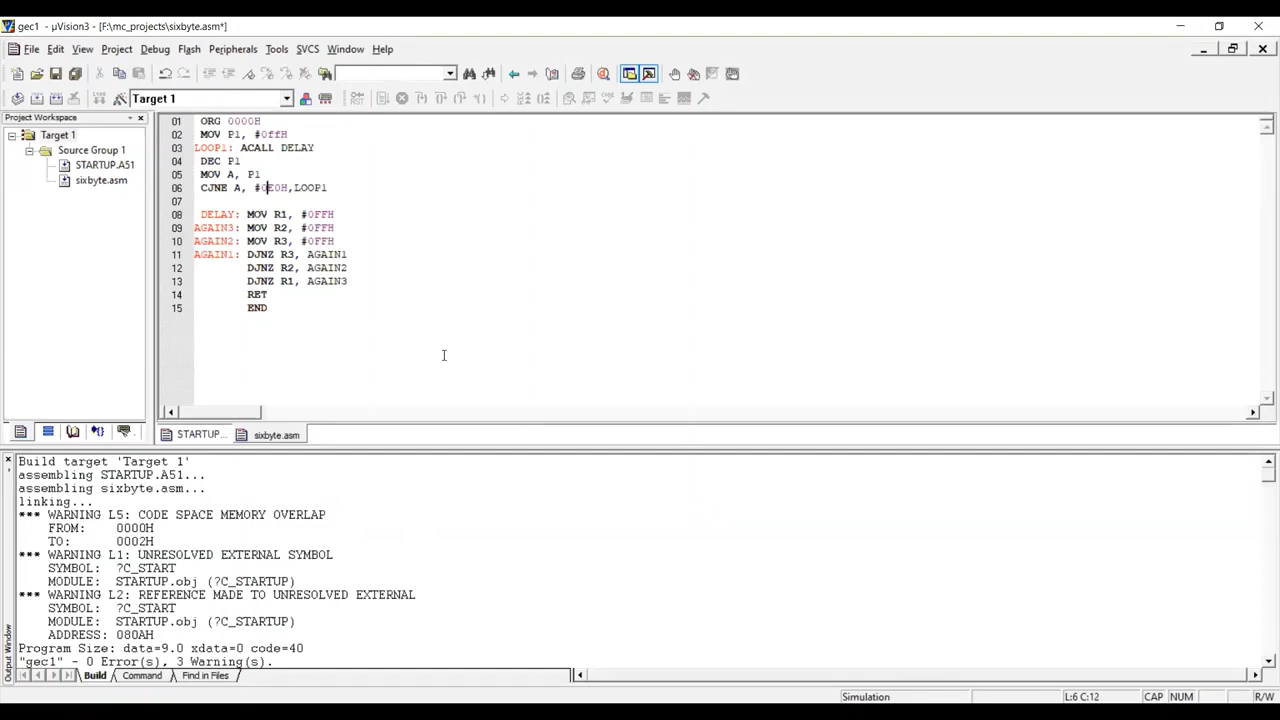 gec1 - µVision3 - [F:\mc_projects\sixbyte.asm*]
File Edit View Project Debug Flash Peripherals Tools SVCS Window Help
Target 1
Project Workspace
Target 1
Source Group 1
STARTUP.A51
sixbyte.asm
01 ORG 0000H
02 MOV P1, #0ffH
03 LOOP1: ACALL DELAY
04 DEC P1
05 MOV A, P1
06 CJNE A, #0E0H,LOOP1
07
08 DELAY: MOV R1, #0FFH
09 AGAIN3: MOV R2, #0FFH
10 AGAIN2: MOV R3, #0FFH
11 AGAIN1: DJNZ R3, AGAIN1
12 DJNZ R2, AGAIN2
13 DJNZ R1, AGAIN3
14 RET
15 END
STARTUP... sixbyte.asm
Build target 'Target 1'
assembling STARTUP.A51...
assembling sixbyte.asm...
linking...
*** WARNING L5: CODE SPACE MEMORY OVERLAP
FROM: 0000H
TO: 0002H
*** WARNING L1: UNRESOLVED EXTERNAL SYMBOL
SYMBOL: ?C_START
MODULE: STARTUP.obj (?C_STARTUP)
*** WARNING L2: REFERENCE MADE TO UNRESOLVED EXTERNAL
SYMBOL: ?C_START
MODULE: STARTUP.obj (?C_STARTUP)
ADDRESS: 080AH
Program Size: data=9.0 xdata=0 code=40
"gec1" - 0 Error(s), 3 Warning(s).
Output Window
Build Command Find in Files
Simulation L:6 C:12 CAP NUM R/W